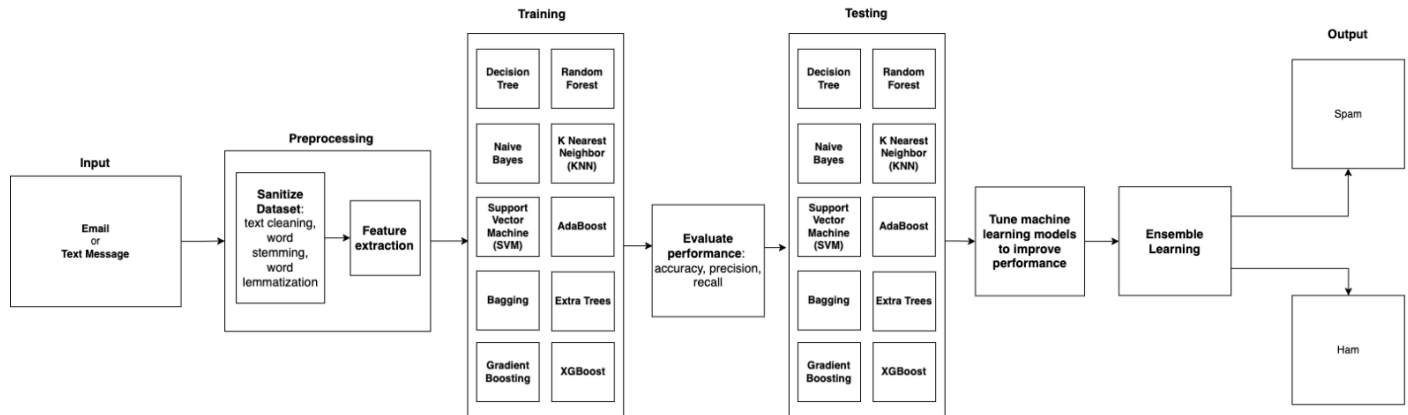 Input
Email
or
Text Message
Preprocessing
Sanitize
Dataset:
text cleaning,
word
stemming,
word
lemmatization
Feature
extraction
Training
Decision
Tree
Random
Forest
Naive
Bayes
K Nearest
Neighbor
(KNN)
Support
Vector
Machine
(SVM)
AdaBoost
Bagging
Extra Trees
Gradient
Boosting
XGBoost
Evaluate
performance:
accuracy, precision,
recall
Testing
Decision
Tree
Random
Forest
Naive
Bayes
K Nearest
Neighbor
(KNN)
Support
Vector
Machine
(SVM)
AdaBoost
Bagging
Extra Trees
Gradient
Boosting
XGBoost
Tune machine
learning models
to improve
performance
Ensemble
Learning
Output
Spam
Ham